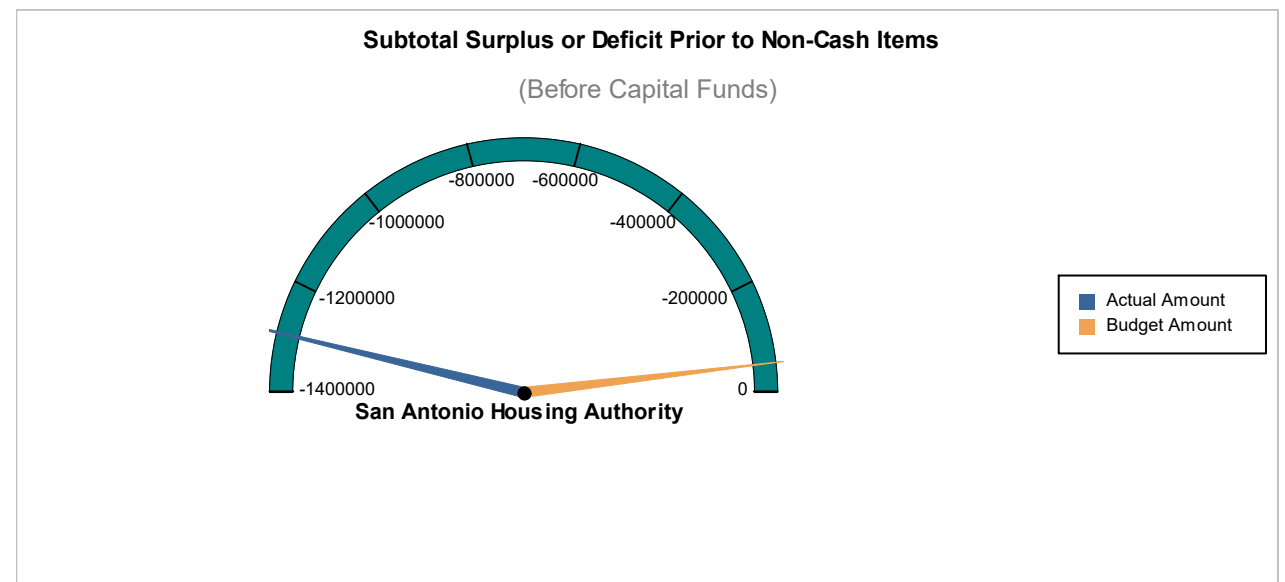 Subtotal Surplus or Deficit Prior to Non-Cash Items
(Before Capital Funds)
-800000 -600000
-1000000 -400000
-1200000 -200000
-1400000 0
San Antonio Housing Authority
Actual Amount
Budget Amount